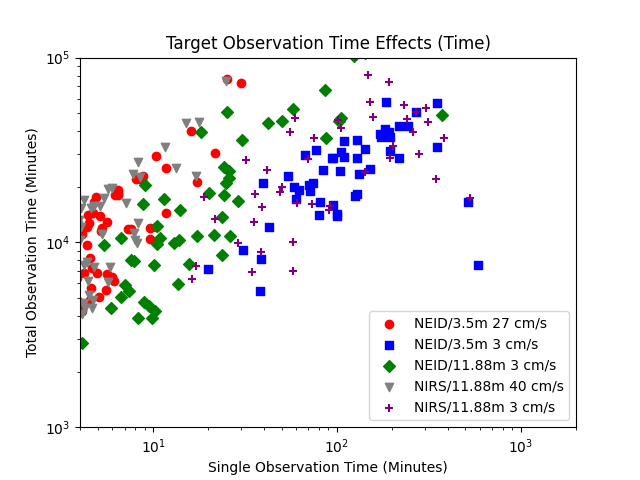 Target Observation Time Effects (Time)
Total Observation Time (Minutes)
10^5
10^4
10^3
10^1
10^2
10^3
Single Observation Time (Minutes)
NEID/3.5m 27 cm/s
NEID/3.5m 3 cm/s
NEID/11.88m 3 cm/s
NIRS/11.88m 40 cm/s
NIRS/11.88m 3 cm/s